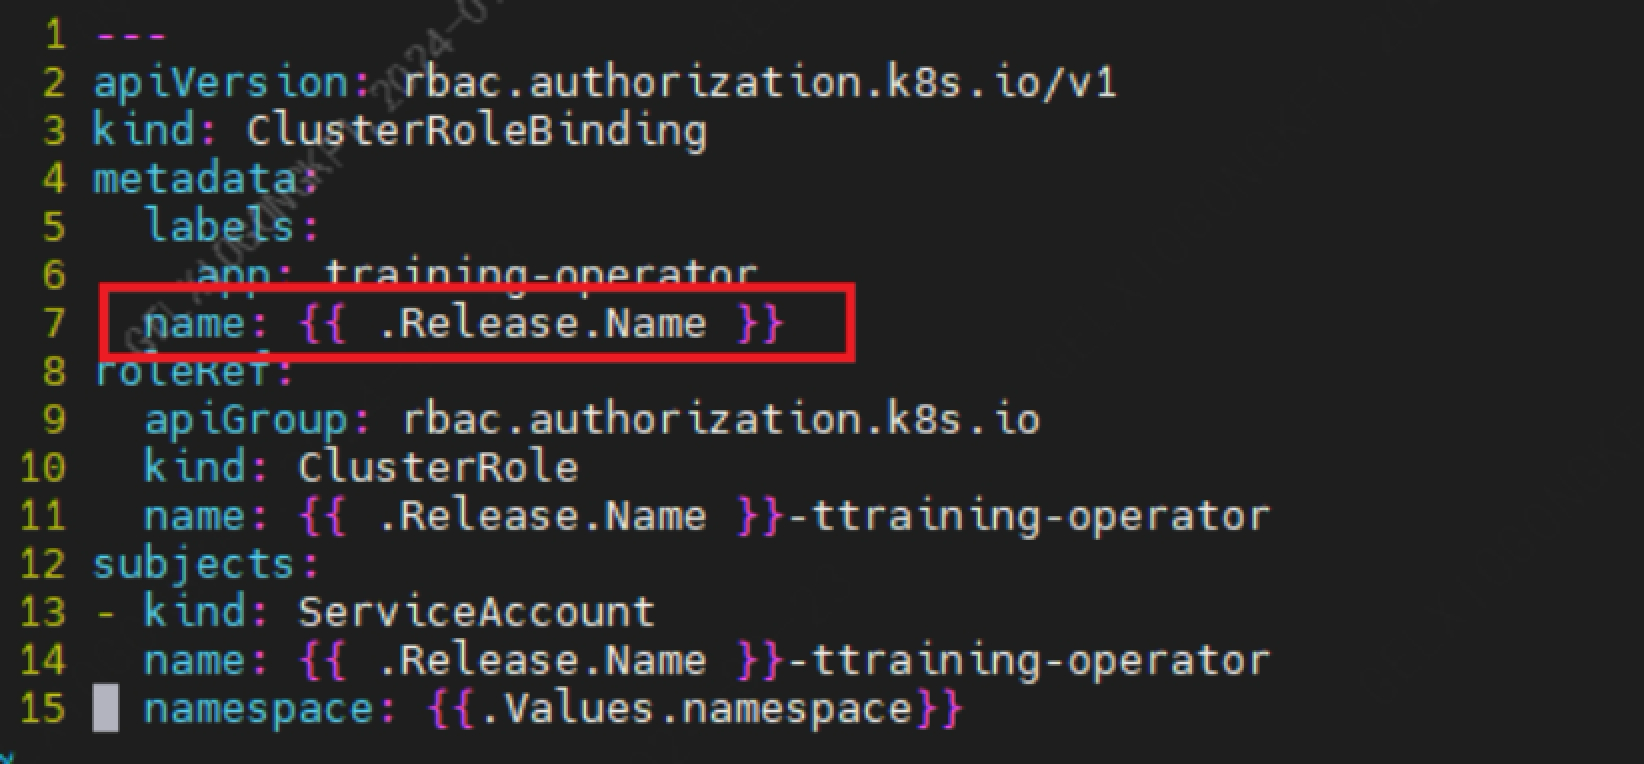 1 ---
2 apiVersion: rbac.authorization.k8s.io/v1
3 kind: ClusterRoleBinding
4 metadata:
5   labels:
6     app: training-operator
7   name: {{ .Release.Name }}
8 roleRef:
9   apiGroup: rbac.authorization.k8s.io
10   kind: ClusterRole
11   name: {{ .Release.Name }}-ttraining-operator
12 subjects:
13 - kind: ServiceAccount
14   name: {{ .Release.Name }}-ttraining-operator
15   namespace: {{.Values.namespace}}